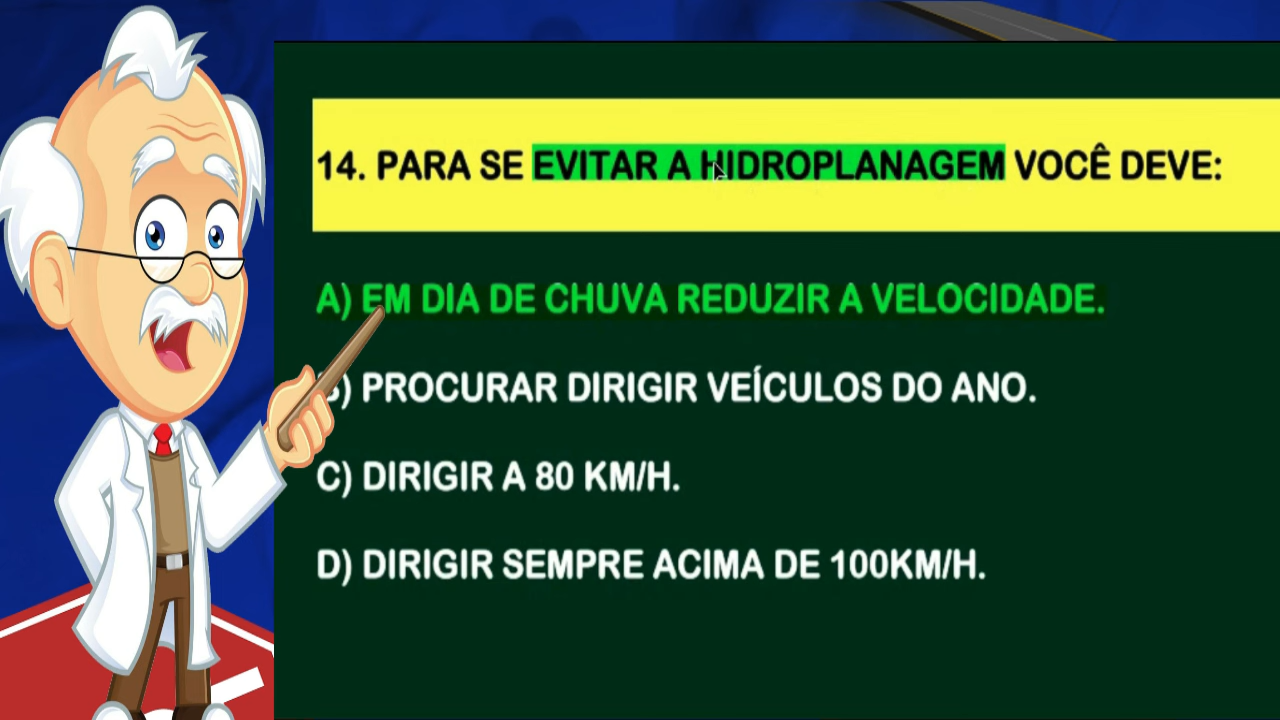 14. PARA SE EVITAR A HIDROPLANAGEM VOCÊ DEVE:
A) EM DIA DE CHUVA REDUZIR A VELOCIDADE.
B) PROCURAR DIRIGIR VEÍCULOS DO ANO.
C) DIRIGIR A 80 KM/H.
D) DIRIGIR SEMPRE ACIMA DE 100KM/H.